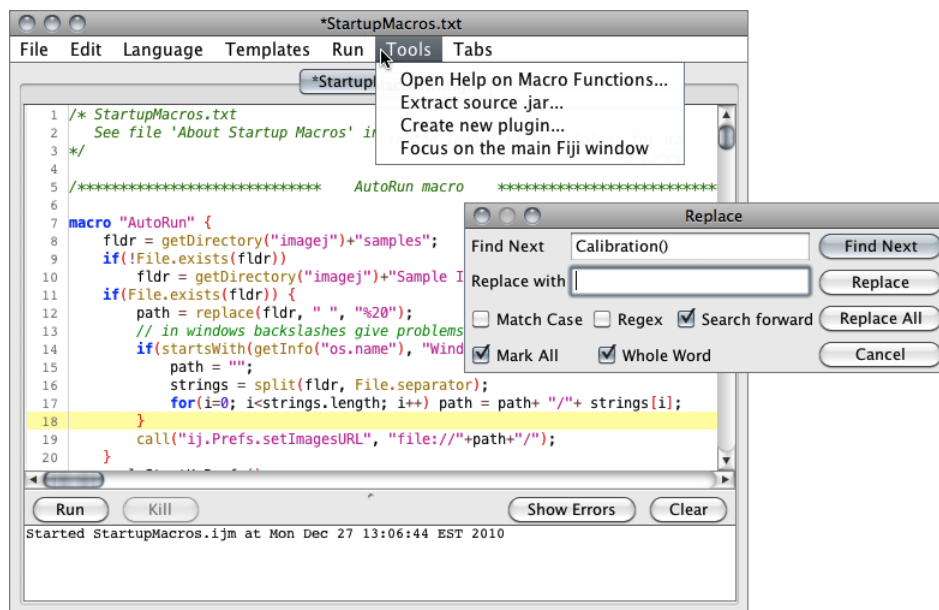 *StartupMacros.txt
File Edit Language Templates Run Tools Tabs
*Startup
Open Help on Macro Functions...
Extract source .jar...
Create new plugin...
Focus on the main Fiji window
1 /* StartupMacros.txt
2 See file 'About Startup Macros' in
3 */
4
5 /***************************** AutoRun macro **************************
6
7 macro "AutoRun" {
8 fldr = getDirectory("imagej")+"samples";
9 if(!File.exists(fldr))
10 fldr = getDirectory("imagej")+"Sample I
11 if(File.exists(fldr)) {
12 path = replace(fldr, " ", "%20");
13 // in windows backslashes give problems
14 if(startsWith(getInfo("os.name"), "Wind
15 path = "";
16 strings = split(fldr, File.separator);
17 for(i=0; i<strings.length; i++) path = path+ "/"+ strings[i];
18 }
19 call("ij.Prefs.setImagesURL", "file://"+path+"/");
20 }
Replace
Find Next Calibration() Find Next
Replace with Replace
Match Case Regex Search forward Replace All
Mark All Whole Word Cancel
Run Kill Show Errors Clear
Started StartupMacros.ijm at Mon Dec 27 13:06:44 EST 2010